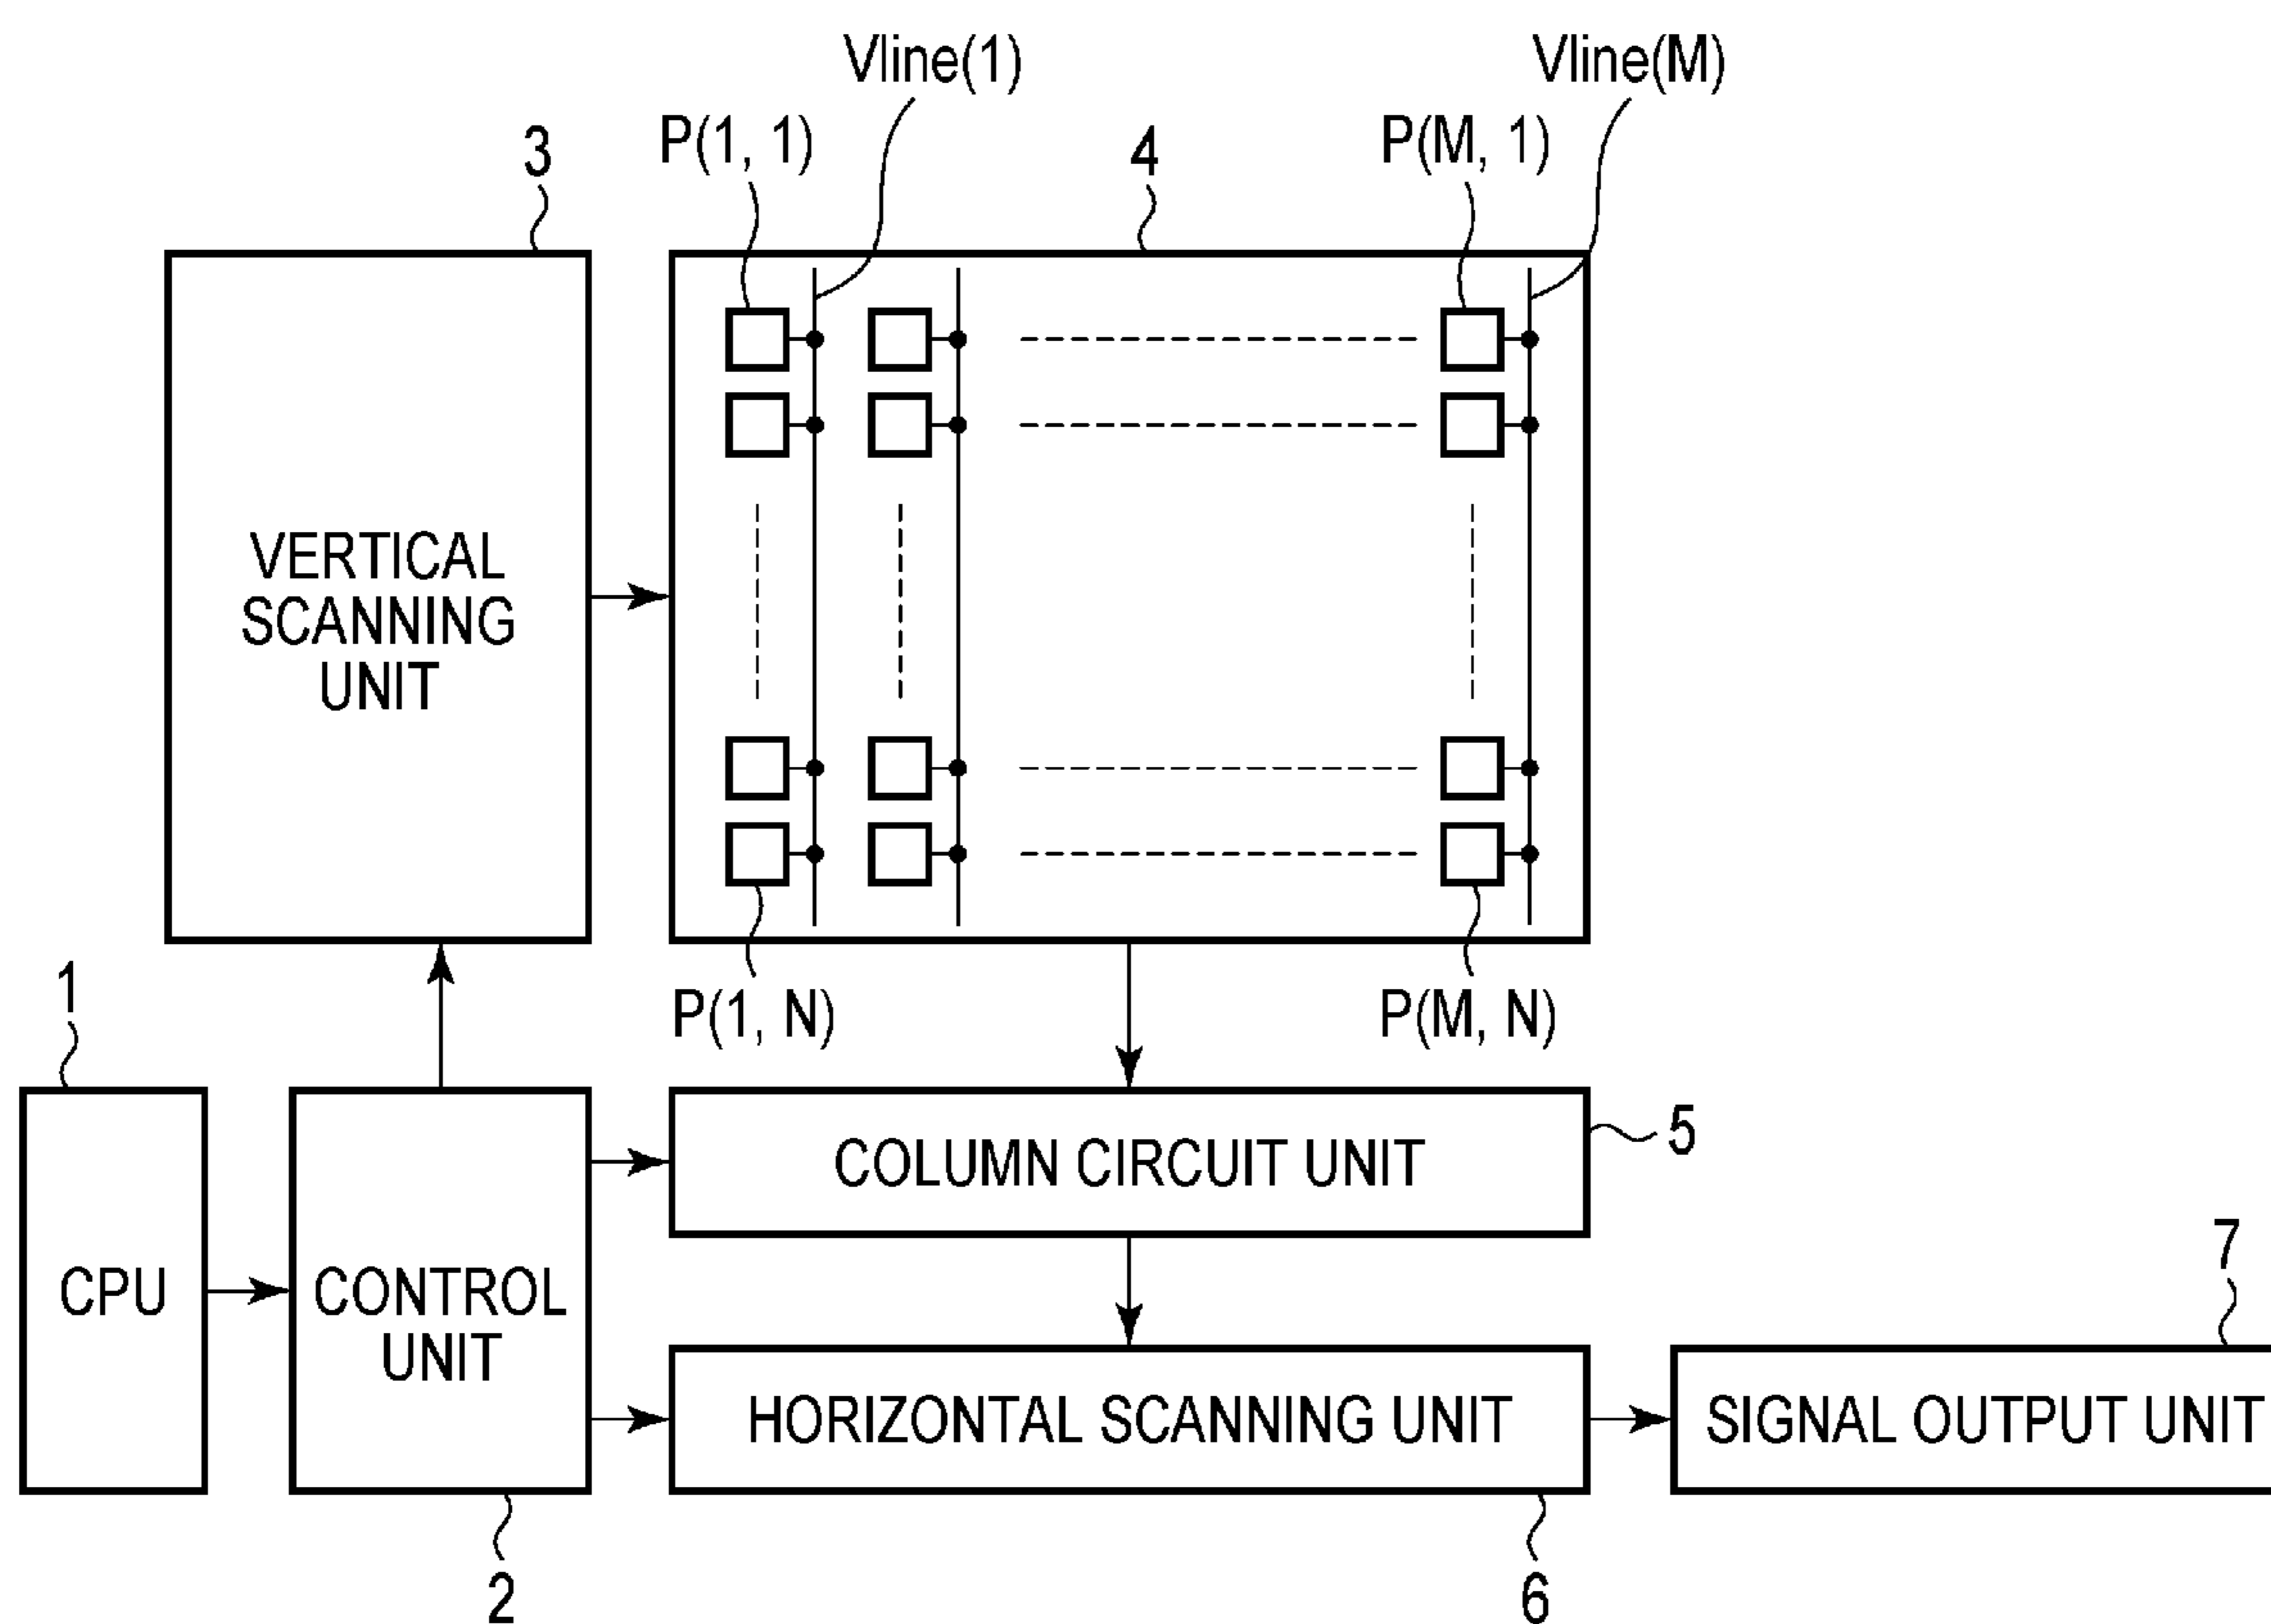 Vline(1)
Vline(M)
P(1, 1)
P(M, 1)
3
4
VERTICAL
SCANNING
UNIT
P(1, N)
P(M, N)
1
5
COLUMN CIRCUIT UNIT
7
CPU
CONTROL
UNIT
HORIZONTAL SCANNING UNIT
SIGNAL OUTPUT UNIT
2
6